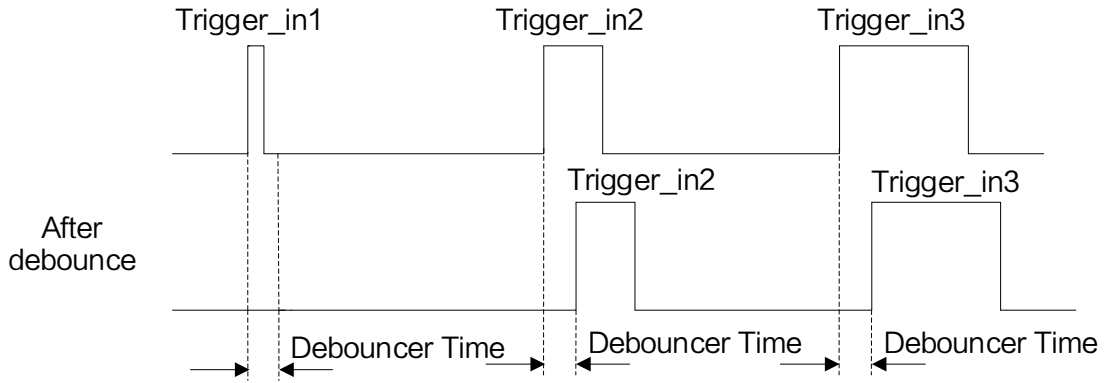 Trigger_in1
Trigger_in2
Trigger_in3
Trigger_in2
Trigger_in3
After
debounce
Debouncer Time
Debouncer Time
Debouncer Time